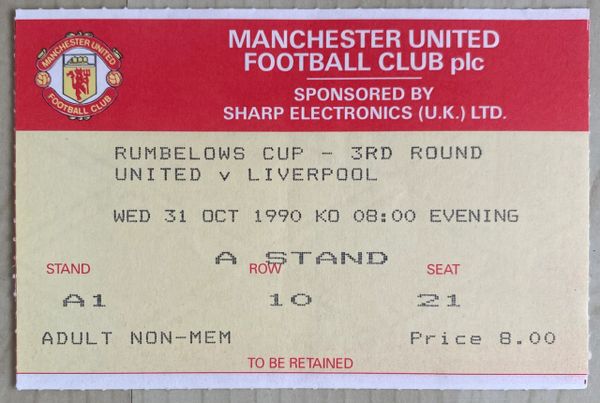 MANCHESTER UNITED
FOOTBALL CLUB
MANCHESTER UNITED
FOOTBALL CLUB plc
SPONSORED BY
SHARP ELECTRONICS (U.K.) LTD.
RUMBELOWS CUP - 3RD ROUND
UNITED v LIVERPOOL
WED 31 OCT 1990 KO 08:00 EVENING
A STAND
STAND ROW SEAT
A1 10 21
ADULT NON-MEM Price 8.00
TO BE RETAINED